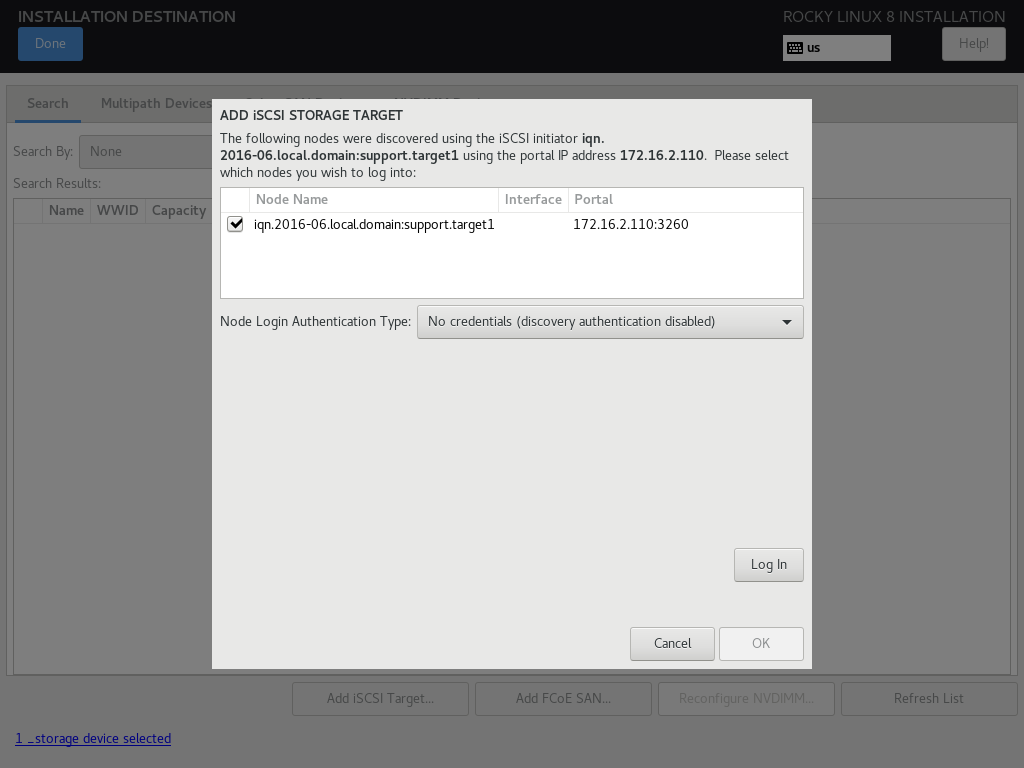 INSTALLATION DESTINATION
ROCKY LINUX 8 INSTALLATION
Done
us
Help!
Search
Multipath Devices
Search By:
None
Search Results:
Name
WWID
Capacity
ADD iSCSI STORAGE TARGET
The following nodes were discovered using the iSCSI initiator iqn.
2016-06.local.domain:support.target1 using the portal IP address 172.16.2.110.  Please select
which nodes you wish to log into:
Node Name
Interface
Portal
iqn.2016-06.local.domain:support.target1
172.16.2.110:3260
Node Login Authentication Type:
No credentials (discovery authentication disabled)
Log In
Cancel
OK
Add iSCSI Target...
Add FCoE SAN...
Reconfigure NVDIMM...
Refresh List
1 _storage device selected